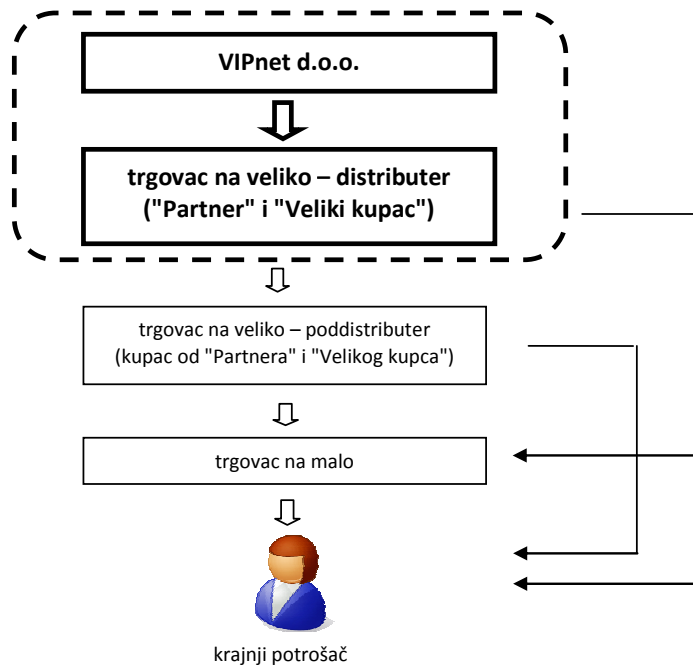 VIPnet d.o.o.
trgovac na veliko – distributer
("Partner" i "Veliki kupac")
trgovac na veliko – poddistributer
(kupac od "Partnera" i "Velikog kupca")
trgovac na malo
krajnji potrošač